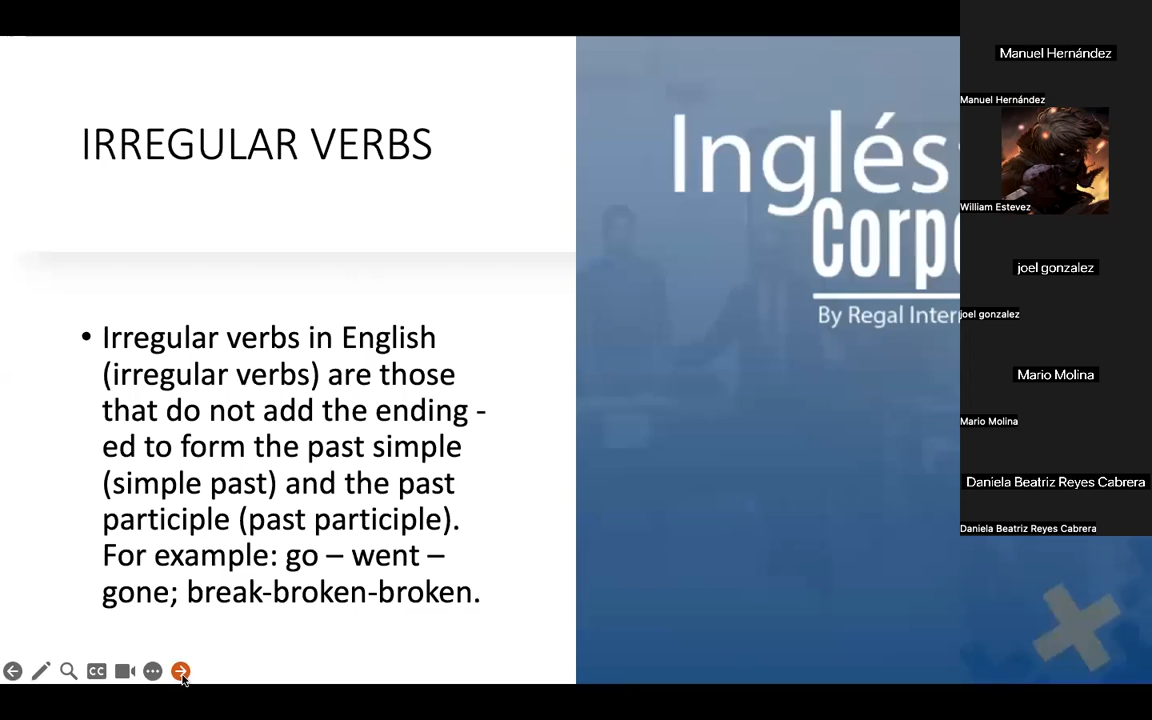 IRREGULAR VERBS
• Irregular verbs in English
(irregular verbs) are those
that do not add the ending -
ed to form the past simple
(simple past) and the past
participle (past participle).
For example: go – went –
gone; break-broken-broken.
Inglés
Corp
By Regal Inter
CC
Manuel Hernández
Manuel Hernández
William Estevez
joel gonzalez
joel gonzalez
Mario Molina
Mario Molina
Daniela Beatriz Reyes Cabrera
Daniela Beatriz Reyes Cabrera